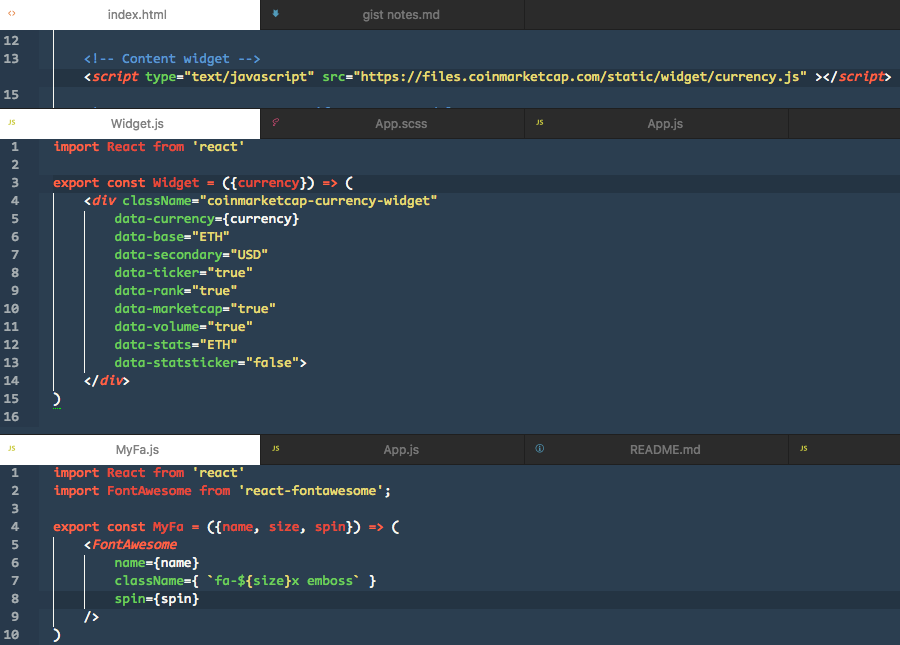 <> index.html gist notes.md
12
13 <!-- Content widget -->
<script type="text/javascript" src="https://files.coinmarketcap.com/static/widget/currency.js" ></script>
15
JS Widget.js App.scss JS App.js
1 import React from 'react'
2
3 export const Widget = ({currency}) => (
4 <div className="coinmarketcap-currency-widget"
5 data-currency={currency}
6 data-base="ETH"
7 data-secondary="USD"
8 data-ticker="true"
9 data-rank="true"
10 data-marketcap="true"
11 data-volume="true"
12 data-stats="ETH"
13 data-statsticker="false">
14 </div>
15 )
16
JS MyFa.js JS App.js README.md JS
1 import React from 'react'
2 import FontAwesome from 'react-fontawesome';
3
4 export const MyFa = ({name, size, spin}) => (
5 <FontAwesome
6 name={name}
7 className={ `fa-${size}x emboss` }
8 spin={spin}
9 />
10 )